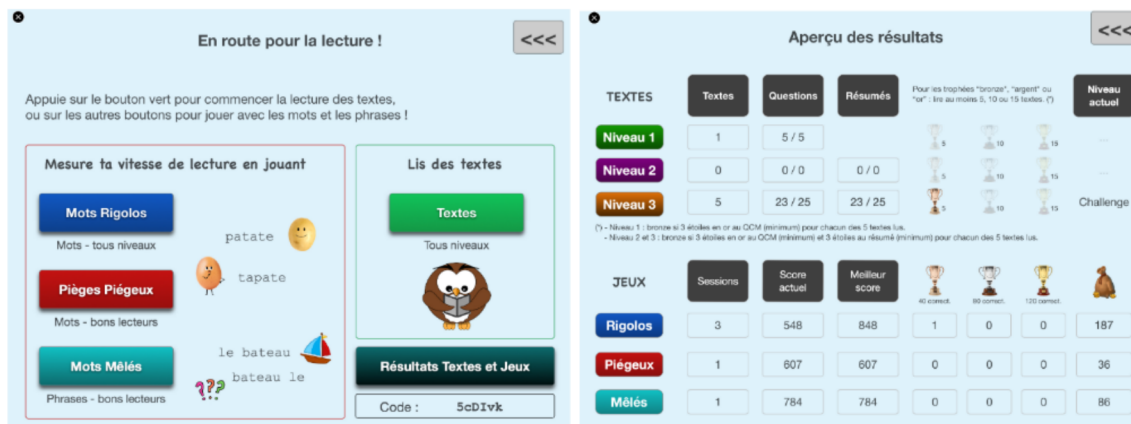 En route pour la lecture !
<<<
Appuie sur le bouton vert pour commencer la lecture des textes,
ou sur les autres boutons pour jouer avec les mots et les phrases !
Mesure ta vitesse de lecture en jouant
Mots Rigolos
Mots - tous niveaux
patate
tapate
Pièges Piégeux
Mots - bons lecteurs
le bateau
bateau le
Mots Mêlés
???
Phrases - bons lecteurs
Lis des textes
Textes
Tous niveaux
Résultats Textes et Jeux
Code : 5cDIvk
Aperçu des résultats
<<<
TEXTES Textes Questions Résumés
Pour les trophées "bronze", "argent" ou
"or" : lire au moins 5, 10 ou 15 textes. (*)
Niveau
actuel
Niveau 1 1 5 / 5 5 10 15 ...
Niveau 2 0 0 / 0 0 / 0 5 10 15 ...
Niveau 3 5 23 / 25 23 / 25 5 10 15 Challenge
(*) - Niveau 1 : bronze si 3 étoiles en or au QCM (minimum) pour chacun des 5 textes lus.
- Niveau 2 et 3 : bronze si 3 étoiles en or au QCM (minimum) et 3 étoiles au résumé (minimum) pour chacun des 5 textes lus.
JEUX Sessions Score actuel Meilleur score 40 correct. 80 correct. 120 correct.
Rigolos 3 548 848 1 0 0 187
Piégeux 1 607 607 0 0 0 36
Mêlés 1 784 784 0 0 0 86